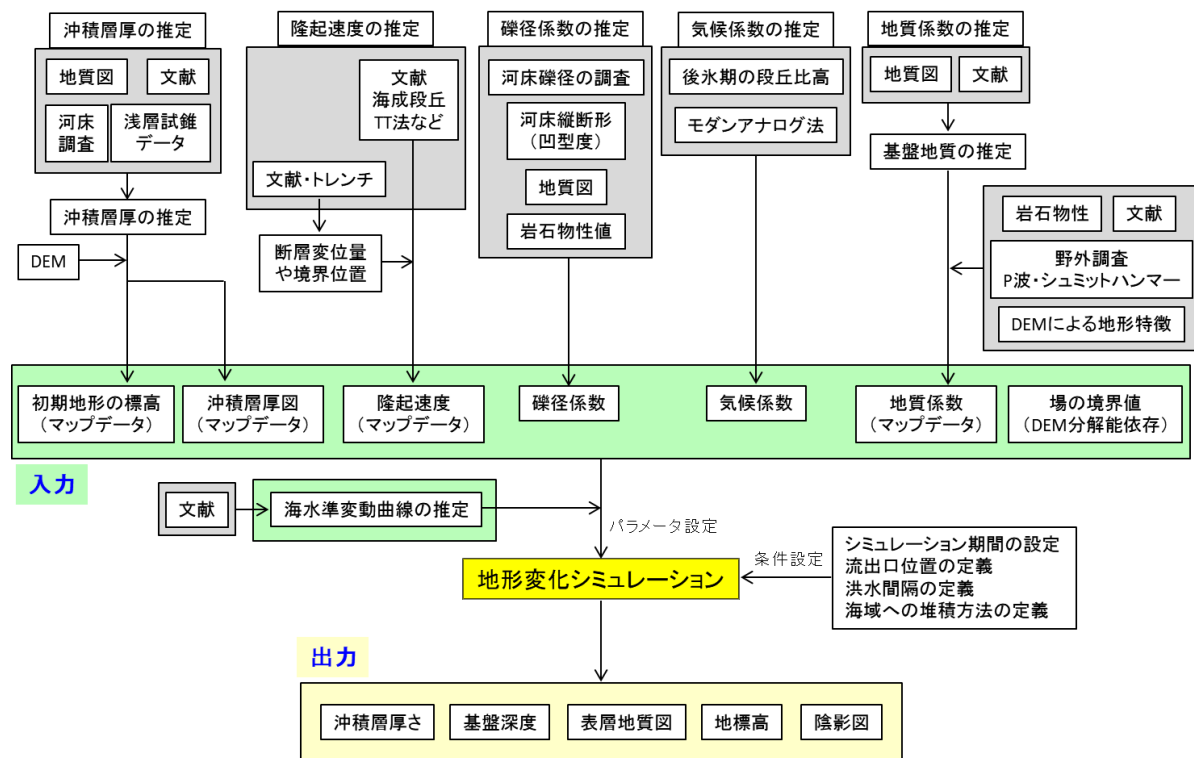 沖積層厚の推定
地質図
文献
河床
調査
浅層試錐
データ
沖積層厚の推定
DEM
隆起速度の推定
文献
海成段丘
TT法など
文献・トレンチ
断層変位量
や境界位置
礫径係数の推定
河床礫径の調査
河床縦断形
(凹型度)
地質図
岩石物性値
気候係数の推定
後氷期の段丘比高
モダンアナログ法
地質係数の推定
地質図
文献
基盤地質の推定
岩石物性
文献
野外調査
P波・シュミットハンマー
DEMによる地形特徴
初期地形の標高
(マップデータ)
沖積層厚図
(マップデータ)
隆起速度
(マップデータ)
礫径係数
気候係数
地質係数
(マップデータ)
場の境界値
(DEM分解能依存)
入力
文献
海水準変動曲線の推定
パラメータ設定
地形変化シミュレーション
条件設定
シミュレーション期間の設定
流出口位置の定義
洪水間隔の定義
海域への堆積方法の定義
出力
沖積層厚さ
基盤深度
表層地質図
地標高
陰影図